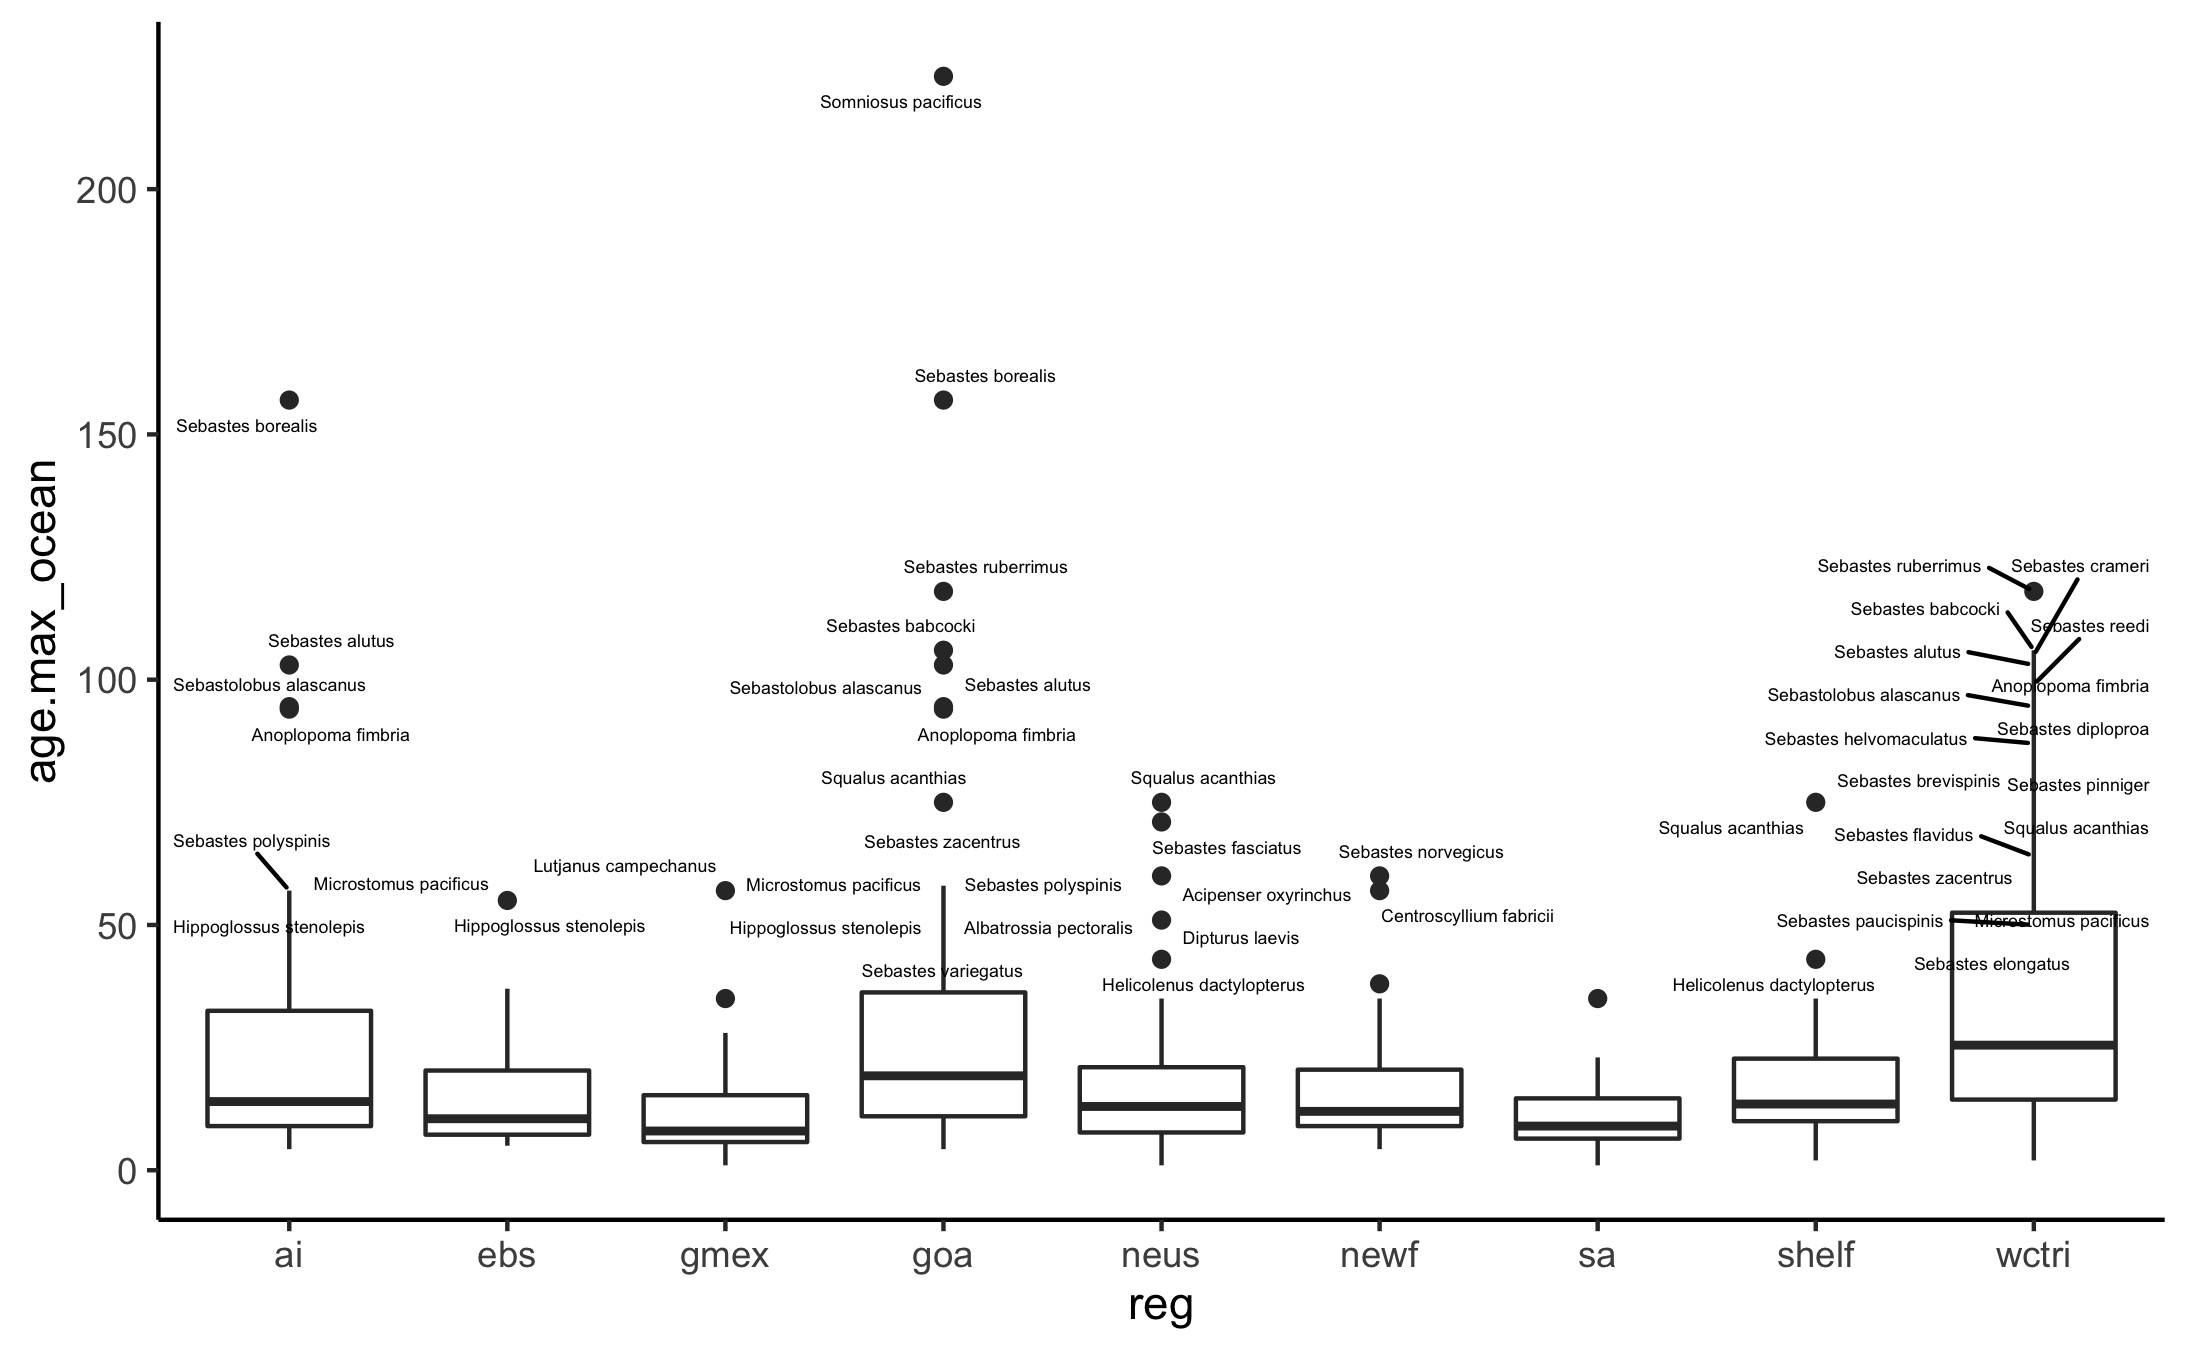 Somniosus pacificus
200
Sebastes borealis
150
Sebastes borealis
age.max_ocean
Sebastes ruberrimus
Sebastes ruberrimus
Sebastes crameri
Sebastes babcocki
Sebastes babcocki
Sebastes reedi
Sebastes alutus
Sebastes alutus
100
Sebastolobus alascanus
Sebastolobus alascanus
Sebastes alutus
Anoplopoma fimbria
Sebastolobus alascanus
Anoplopoma fimbria
Anoplopoma fimbria
Sebastes diploproa
Sebastes helvomaculatus
Squalus acanthias
Squalus acanthias
Sebastes brevispinis
Sebastes pinniger
Squalus acanthias
Sebastes flavidus
Squalus acanthias
Sebastes polyspinis
Sebastes zacentrus
Sebastes fasciatus
Sebastes norvegicus
Lutjanus campechanus
Sebastes zacentrus
Microstomus pacificus
Microstomus pacificus
Sebastes polyspinis
Acipenser oxyrinchus
Centroscyllium fabricii
50
Hippoglossus stenolepis
Hippoglossus stenolepis
Hippoglossus stenolepis
Albatrossia pectoralis
Sebastes paucispinis
Microstomus pacificus
Dipturus laevis
Sebastes variegatus
Sebastes elongatus
Helicolenus dactylopterus
Helicolenus dactylopterus
0
ai
ebs
gmex
goa
neus
newf
sa
shelf
wctri
reg